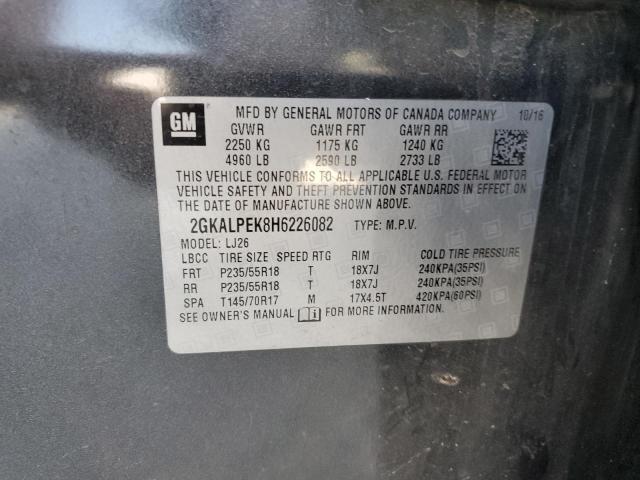 GM
MFD BY GENERAL MOTORS OF CANADA COMPANY 10/16
GVWR GAWR FRT GAWR RR
2250 KG 1175 KG 1240 KG
4960 LB 2590 LB 2733 LB
THIS VEHICLE CONFORMS TO ALL APPLICABLE U.S. FEDERAL MOTOR
VEHICLE SAFETY AND THEFT PREVENTION STANDARDS IN EFFECT ON
THE DATE OF MANUFACTURE SHOWN ABOVE.
2GKALPEK8H6226082 TYPE: M.P.V.
MODEL: LJ26
LBCC TIRE SIZE SPEED RTG RIM COLD TIRE PRESSURE
FRT P235/55R18 T 18X7J 240KPA(35PSI)
RR P235/55R18 T 18X7J 240KPA(35PSI)
SPA T145/70R17 M 17X4.5T 420KPA(60PSI)
SEE OWNER'S MANUAL FOR MORE INFORMATION.